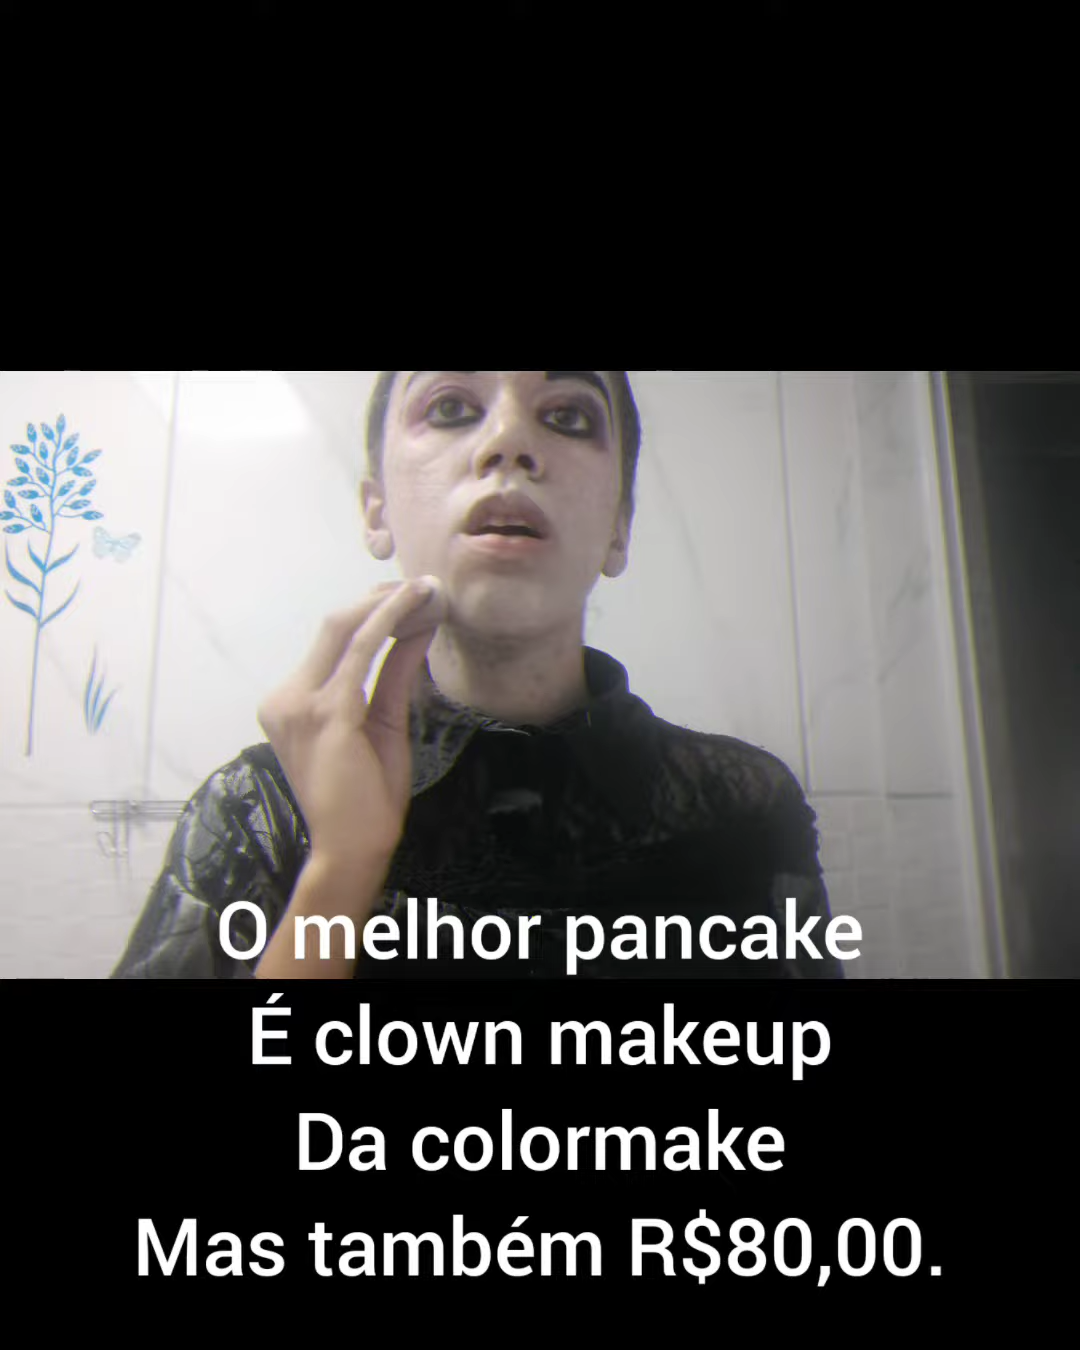 O melhor pancake
É clown makeup
Da colormake
Mas também R$80,00.